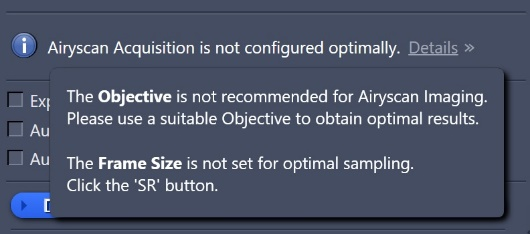 Airyscan Acquisition is not configured optimally. Details »
The Objective is not recommended for Airyscan Imaging.
Please use a suitable Objective to obtain optimal results.
The Frame Size is not set for optimal sampling.
Click the 'SR' button.
Exp
Au
Au